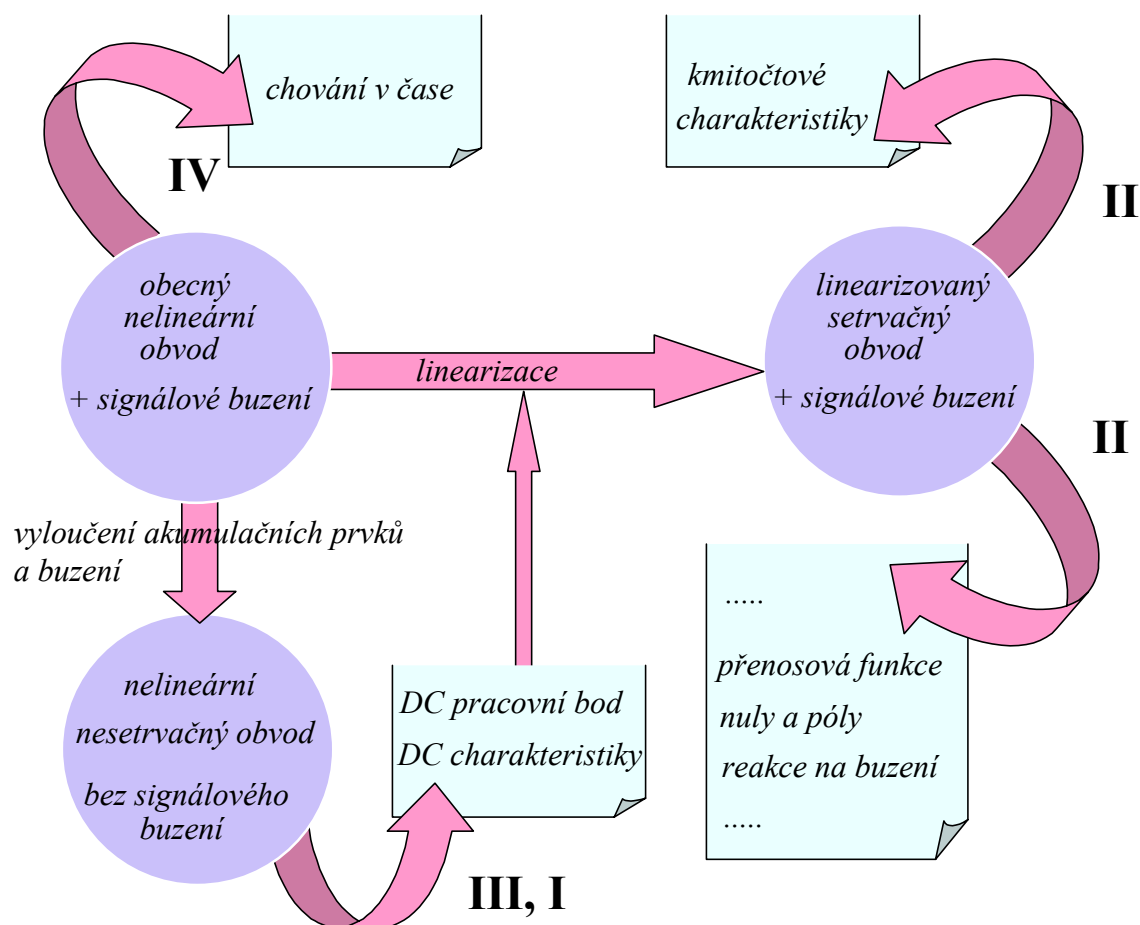 chování v čase
IV
kmitočtové
charakteristiky
II
obecný
nelineární
obvod
+ signálové buzení
linearizace
linearizovaný
setrvačný
obvod
+ signálové buzení
II
vyloučení akumulačních prvků
a buzení
nelineární
nesetrvačný obvod
bez signálového
buzení
DC pracovní bod
DC charakteristiky
III, I
.....
přenosová funkce
nuly a póly
reakce na buzení
.....